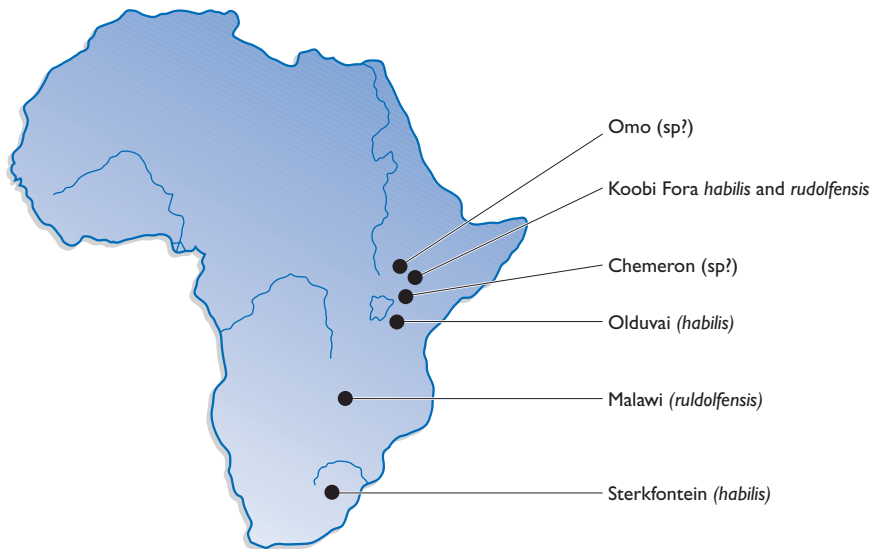 Omo (sp?)
Koobi Fora habilis and rudolfensis
Chemeron (sp?)
Olduvai (habilis)
Malawi (ruldolfensis)
Sterkfontein (habilis)